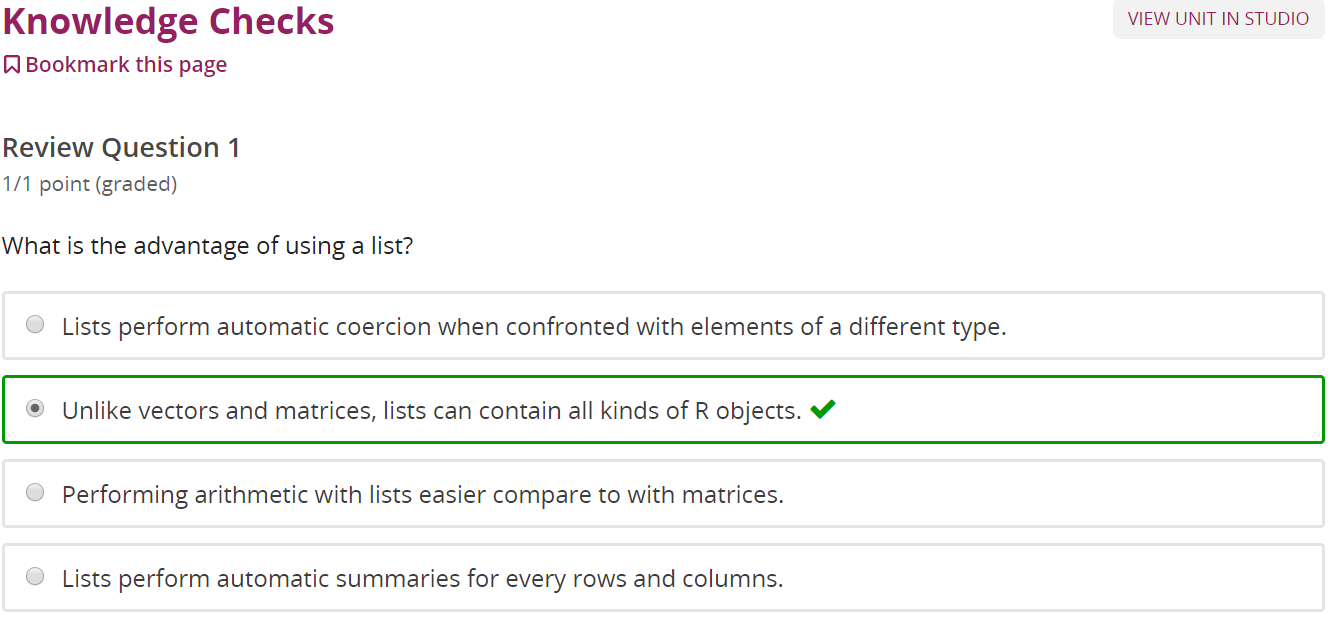 Knowledge Checks
VIEW UNIT IN STUDIO
Bookmark this page
Review Question 1
1/1 point (graded)
What is the advantage of using a list?
Lists perform automatic coercion when confronted with elements of a different type.
Unlike vectors and matrices, lists can contain all kinds of R objects.
Performing arithmetic with lists easier compare to with matrices.
Lists perform automatic summaries for every rows and columns.